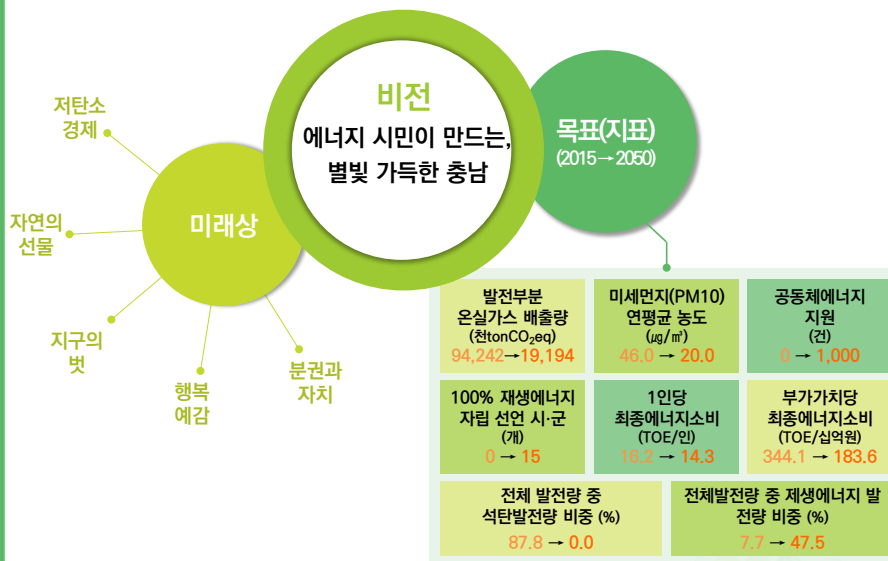 비전
에너지 시민이 만드는,
별빛 가득한 충남
목표(지표)
(2015→2050)
미래상
저탄소
경제
자연의
선물
지구의
벗
행복
예감
분권과
자치
발전부분
온실가스 배출량
(천tonCO₂eq)
94,242→19,194
미세먼지(PM10)
연평균 농도
(㎍/㎥)
46.0 → 20.0
공동체에너지
지원
(건)
0 → 1,000
100% 재생에너지
자립 선언 시·군
(개)
0 → 15
1인당
최종에너지소비
(TOE/인)
16.2 → 14.3
부가가치당
최종에너지소비
(TOE/십억원)
344.1 → 183.6
전체 발전량 중
석탄발전량 비중 (%)
87.8 → 0.0
전체발전량 중 제생에너지 발
전량 비중 (%)
7.7 → 47.5